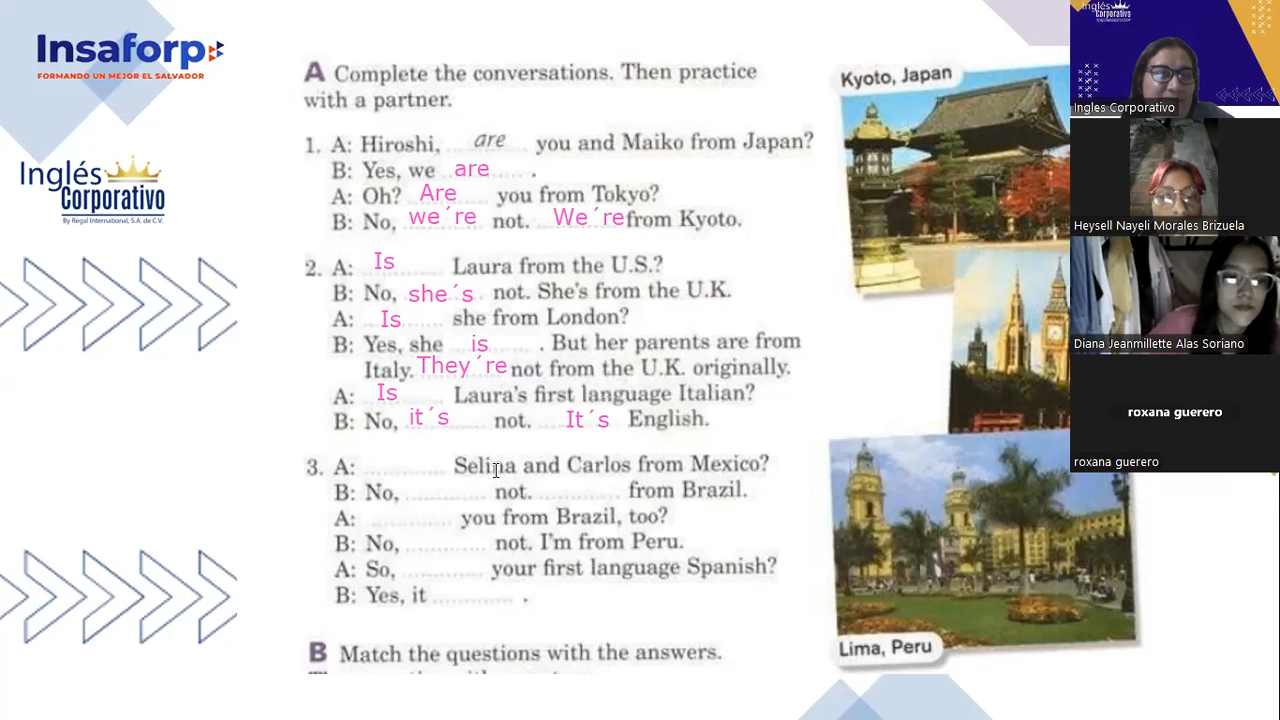 Insaforp
FORMANDO UN MEJOR EL SALVADOR
Inglés
Corporativo
By Regal International, S.A. de C.V.
A Complete the conversations. Then practice
with a partner.
1. A: Hiroshi, are you and Maiko from Japan?
B: Yes, we are .
A: Oh? Are you from Tokyo?
B: No, we´re not. We´re from Kyoto.
2. A: Is Laura from the U.S.?
B: No, she´s not. She's from the U.K.
A: Is she from London?
B: Yes, she is . But her parents are from
Italy. They´re not from the U.K. originally.
A: Is Laura's first language Italian?
B: No, it´s not. It´s English.
3. A: Selina and Carlos from Mexico?
B: No, not. from Brazil.
A: you from Brazil, too?
B: No, not. I'm from Peru.
A: So, your first language Spanish?
B: Yes, it .
B Match the questions with the answers.
Kyoto, Japan
Lima, Peru
Inglés
Corporativo
Ingles Corporativo
Heysell Nayeli Morales Brizuela
Diana Jeanmillette Alas Soriano
roxana guerero
roxana guerero